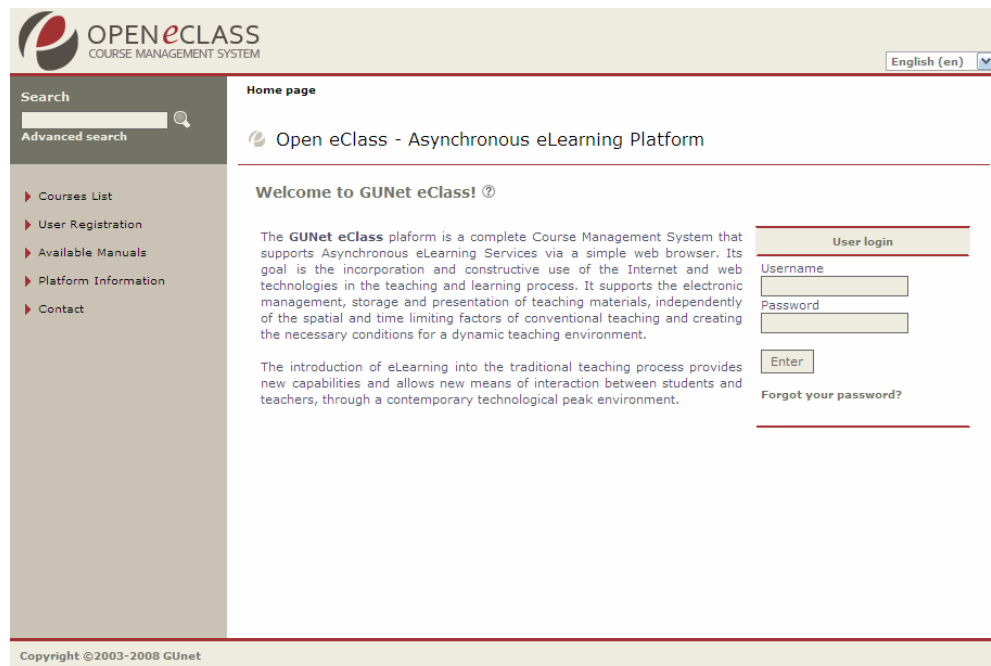 OPEN eCLASS
COURSE MANAGEMENT SYSTEM
English (en)
Search
Advanced search
Courses List
User Registration
Available Manuals
Platform Information
Contact
Home page
Open eClass - Asynchronous eLearning Platform
Welcome to GUNet eClass! ?
The GUNet eClass plaform is a complete Course Management System that
supports Asynchronous eLearning Services via a simple web browser. Its
goal is the incorporation and constructive use of the Internet and web
technologies in the teaching and learning process. It supports the electronic
management, storage and presentation of teaching materials, independently
of the spatial and time limiting factors of conventional teaching and creating
the necessary conditions for a dynamic teaching environment.
The introduction of eLearning into the traditional teaching process provides
new capabilities and allows new means of interaction between students and
teachers, through a contemporary technological peak environment.
User login
Username
Password
Enter
Forgot your password?
Copyright ©2003-2008 GUnet